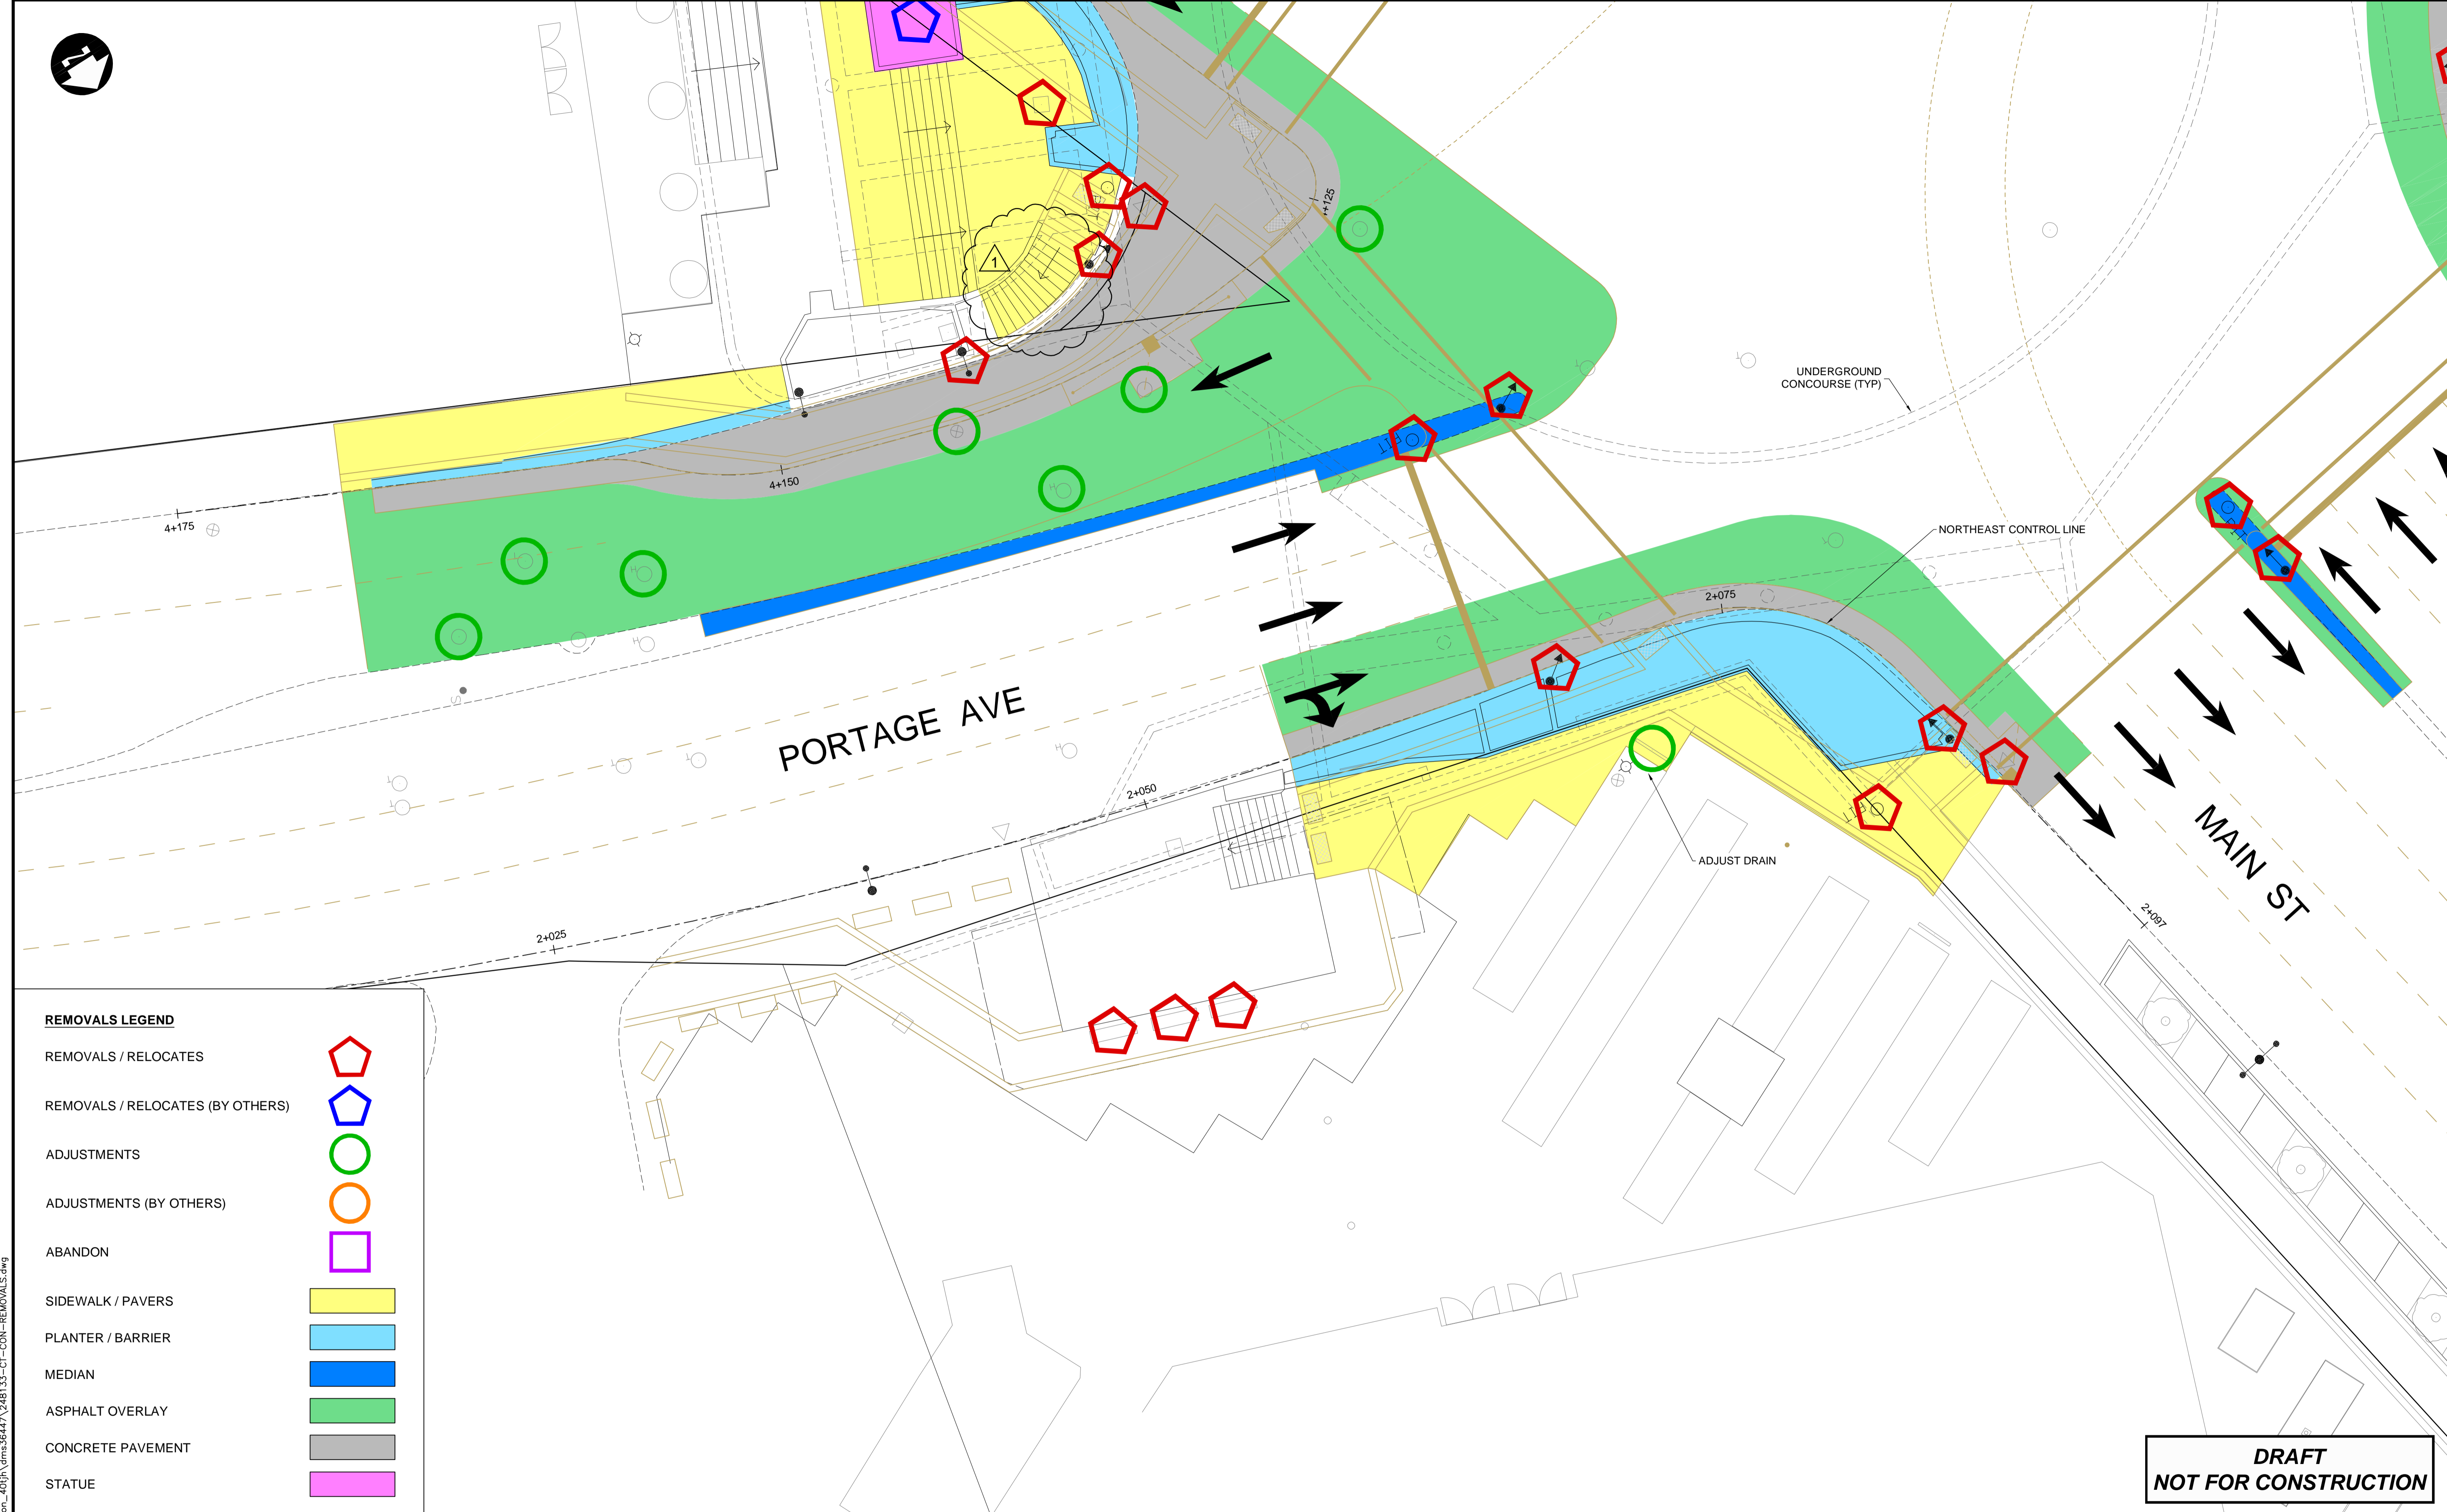 1
4+125
UNDERGROUND
CONCOURSE (TYP)
4+150
4+175
NORTHEAST CONTROL LINE
2+075
PORTAGE AVE
2+050
ADJUST DRAIN
MAIN ST
2+097
2+025
REMOVALS LEGEND
REMOVALS / RELOCATES
REMOVALS / RELOCATES (BY OTHERS)
ADJUSTMENTS
ADJUSTMENTS (BY OTHERS)
ABANDON
SIDEWALK / PAVERS
PLANTER / BARRIER
MEDIAN
ASPHALT OVERLAY
CONCRETE PAVEMENT
STATUE
DRAFT
NOT FOR CONSTRUCTION